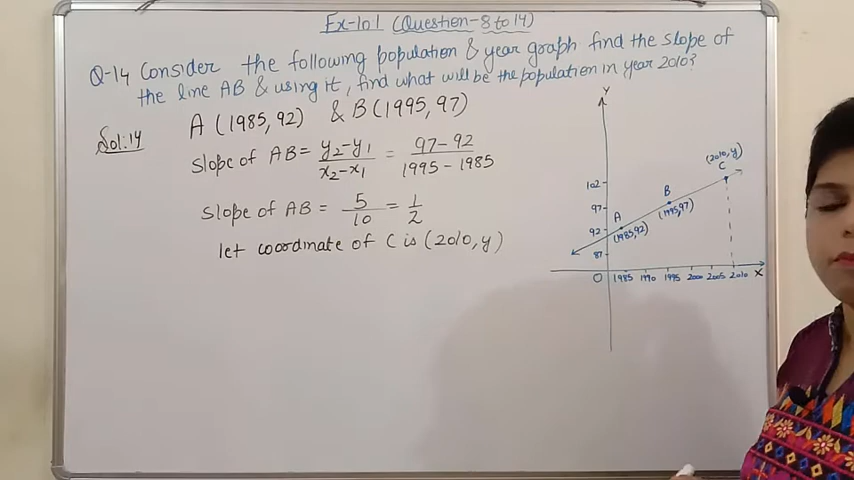 Ex-10.1 (Question-8 to 14)
Q-14 Consider the following population & year graph find the slope of
the line AB & using it, find what will be the population in year 2010?
Sol:14 A (1985, 92) & B (1995, 97)
Slope of AB = y₂-y₁/x₂-x₁ = 97-92/1995-1985
Slope of AB = 5/10 = 1/2
let coordinate of C is (2010, y)
Y
(2010, y)
C
102
B
97
(1995,97)
A
92
(1985,92)
87
O 1985 1990 1995 2000 2005 2010 X